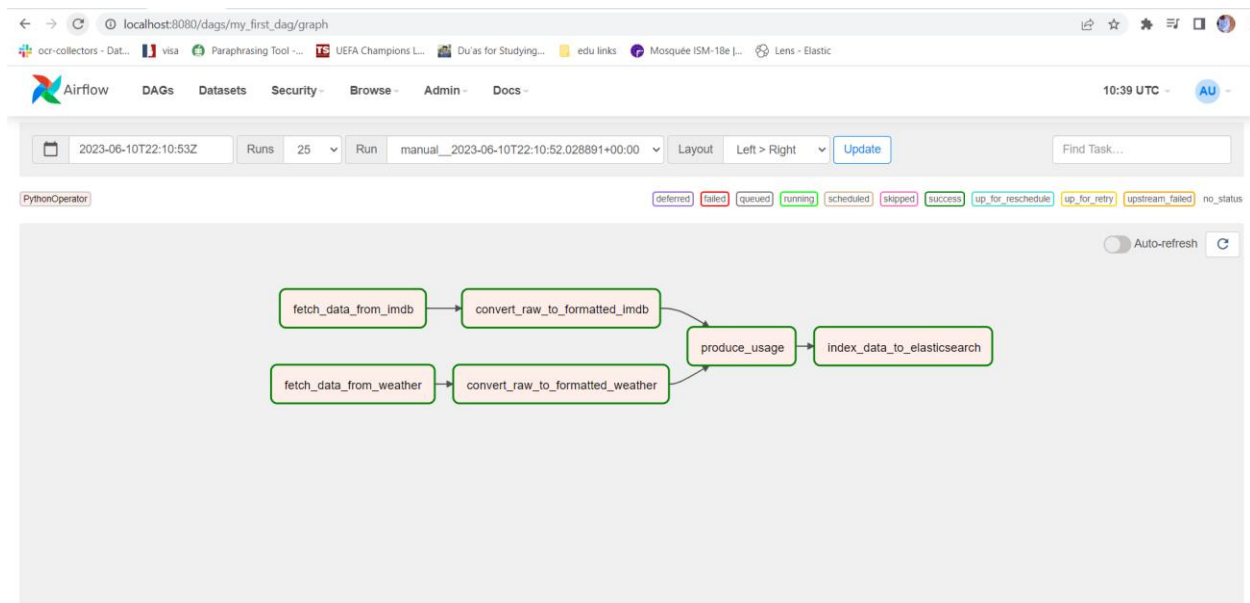 localhost:8080/dags/my_first_dag/graph
ocr-collectors - Dat... visa Paraphrasing Tool -... TS UEFA Champions L... Du'as for Studying... edu links Mosquée ISM-18e |... Lens - Elastic
Airflow DAGs Datasets Security Browse Admin Docs 10:39 UTC AU
2023-06-10T22:10:53Z Runs 25 Run manual__2023-06-10T22:10:52.028891+00:00 Layout Left > Right Update Find Task...
PythonOperator deferred failed queued running scheduled skipped success up_for_reschedule up_for_retry upstream_failed no_status
Auto-refresh
fetch_data_from_imdb convert_raw_to_formatted_imdb
produce_usage index_data_to_elasticsearch
fetch_data_from_weather convert_raw_to_formatted_weather